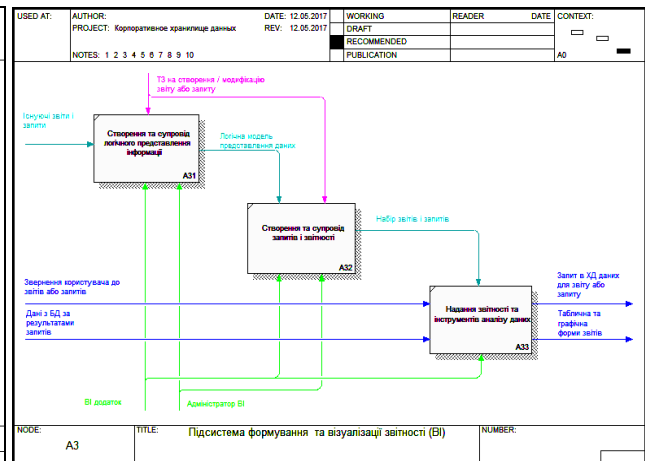 USED AT:
AUTHOR:
DATE: 12.05.2017
WORKING
READER
DATE
CONTEXT:
PROJECT: Корпоративное хранилище данных
REV: 12.05.2017
DRAFT
RECOMMENDED
NOTES: 1 2 3 4 5 6 7 8 9 10
PUBLICATION
A0
ТЗ на створення / модифікацію
звіту або запиту
Існуючі звіти і
запити
Створення та супровід
логічного представлення
інформації
A31
Логічна модель
представлення даних
Створення та супровід
запитів і звітності
A32
Набір звітів і запитів
Звернення користувача до
звітів або запитів
Дані з БД за
результатами
запитів
Надання звітності та
інструментів аналізу даних
A33
Запит в ХД даних
для звіту або
запиту
Таблична та
графічна
форми звітів
BI додаток
Адміністратор BI
NODE:
A3
TITLE:
Підсистема формування та візуалізації звітності (BI)
NUMBER: